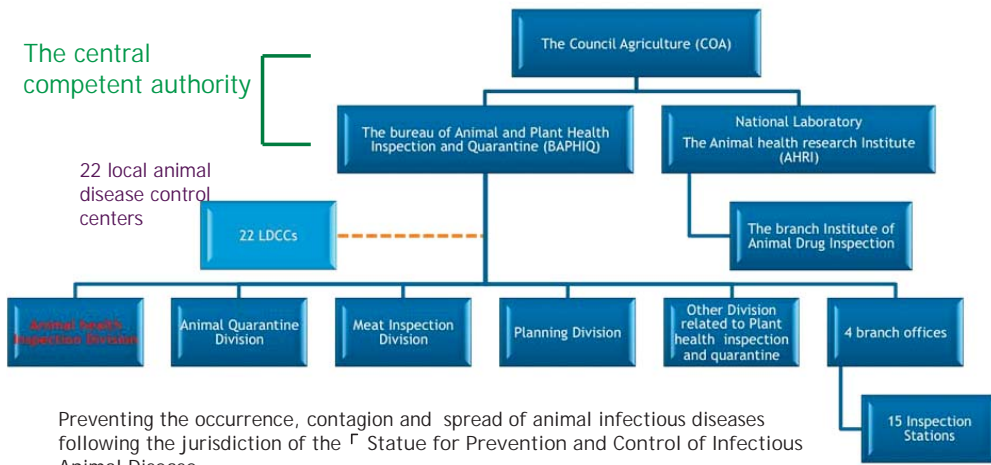 The Council Agriculture (COA)
The central
competent authority
The bureau of Animal and Plant Health
Inspection and Quarantine (BAPHIQ)
National Laboratory
The Animal health research Institute
(AHRI)
22 local animal
disease control
centers
22 LDCCs
The branch Institute of
Animal Drug Inspection
Animal health
Inspection Division
Animal Quarantine
Division
Meat Inspection
Division
Planning Division
Other Division
related to Plant
health inspection
and quarantine
4 branch offices
15 Inspection
Stations
Preventing the occurrence, contagion and spread of animal infectious diseases
following the jurisdiction of the「 Statue for Prevention and Control of Infectious
Animal Disease